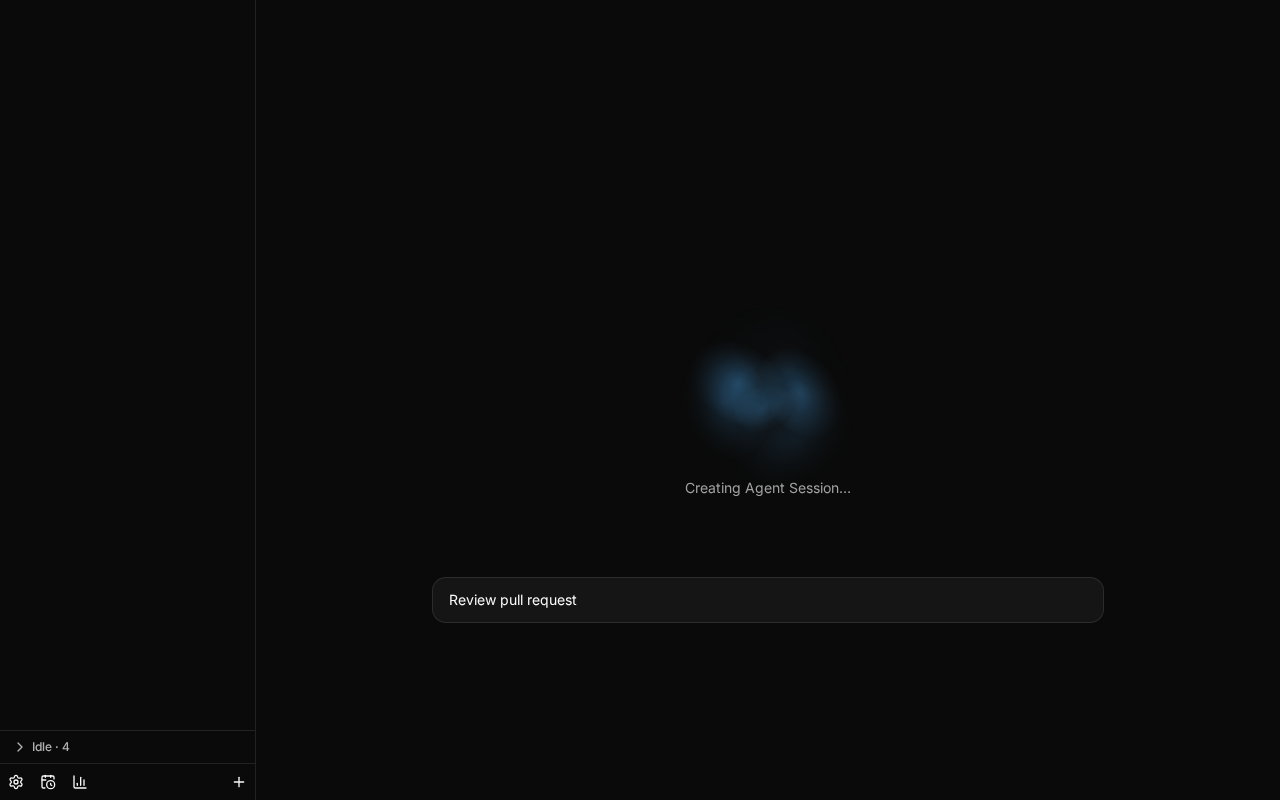 Creating Agent Session...
Review pull request
Idle · 4